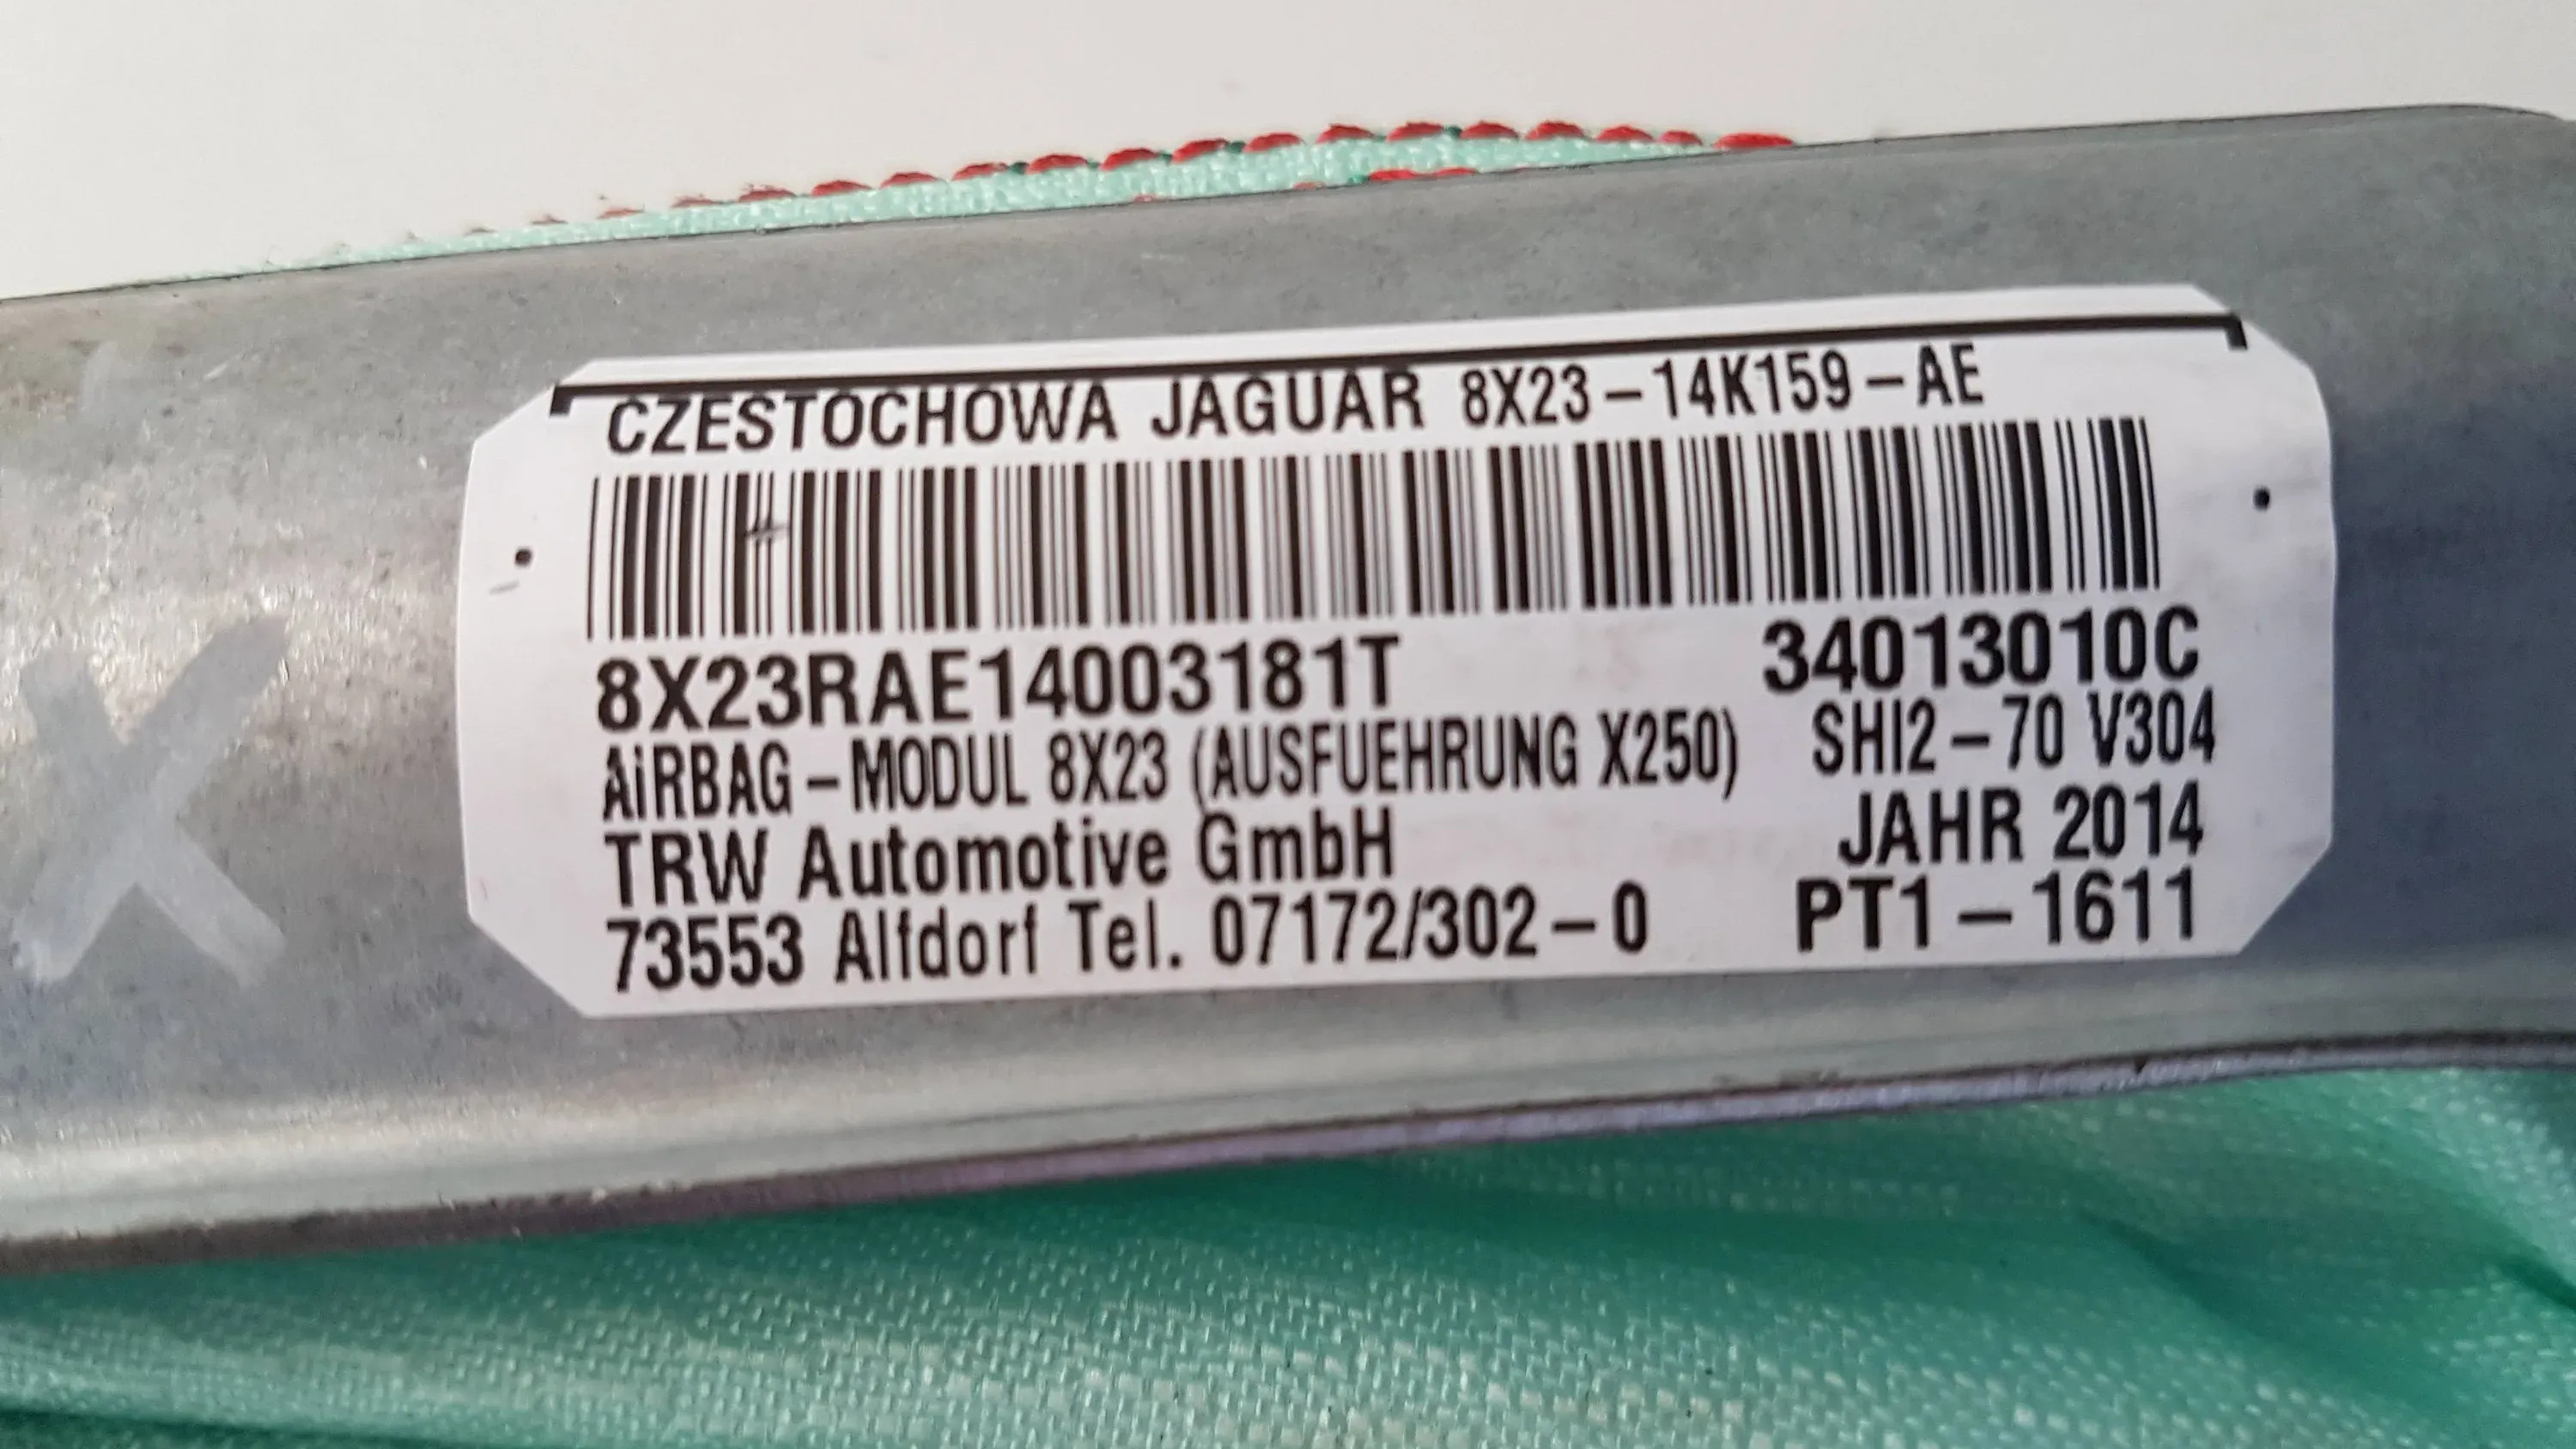 CZESTOCHOWA JAGUAR 8X23-14K159-AE
8X23RAE14003181T 34013010C
AiRBAG-MODUL 8X23 (AUSFUEHRUNG X250) SHI2-70 V304
TRW Automotive GmbH JAHR 2014
73553 Alfdorf Tel. 07172/302-0 PT1-1611
X